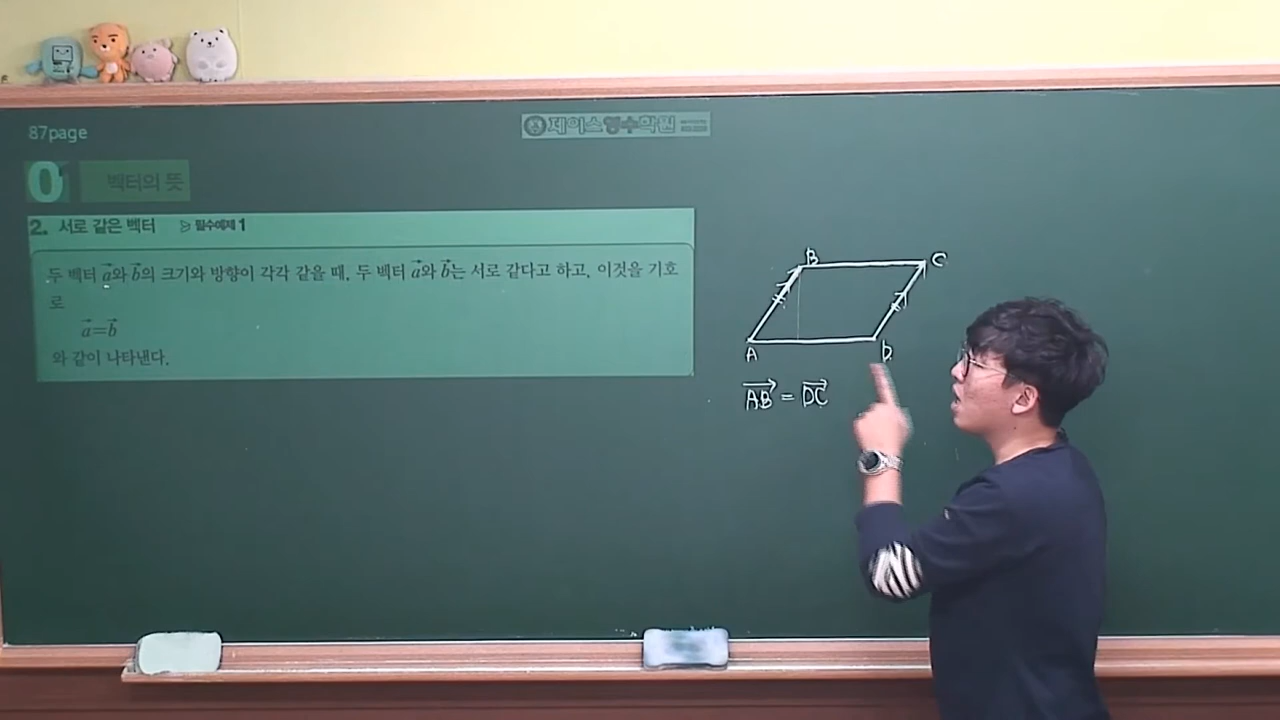 87page
제이스영수학원
0
벡터의 뜻
2. 서로 같은 벡터 ▷ 필수예제 1
두 벡터 a⃗와 b⃗의 크기와 방향이 각각 같을 때, 두 벡터 a⃗와 b⃗는 서로 같다고 하고, 이것을 기호
로
a⃗=b⃗
와 같이 나타낸다.
B C
A D
A⃗B⃗ = D⃗C⃗